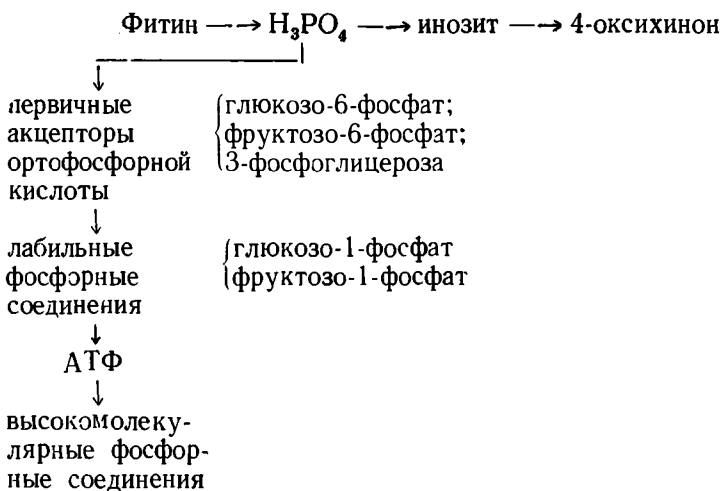 Фитин —→ H₃PO₄ —→ инозит —→ 4-оксихинон
↓
первичные
акцепторы
ортофосфорной
кислоты
глюкозо-6-фосфат;
фруктозо-6-фосфат;
3-фосфоглицероза
↓
лабильные
фосфорные
соединения
глюкозо-1-фосфат
фруктозо-1-фосфат
↓
АТФ
↓
высокомолеку-
лярные фосфор-
ные соединения